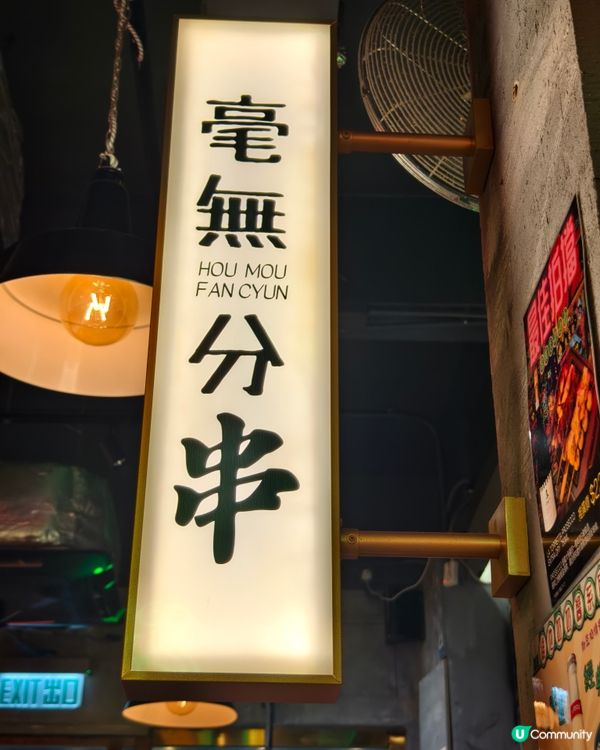 毫
無
HOU MOU
FAN CYUN
分
串
EXIT 出口
U Community